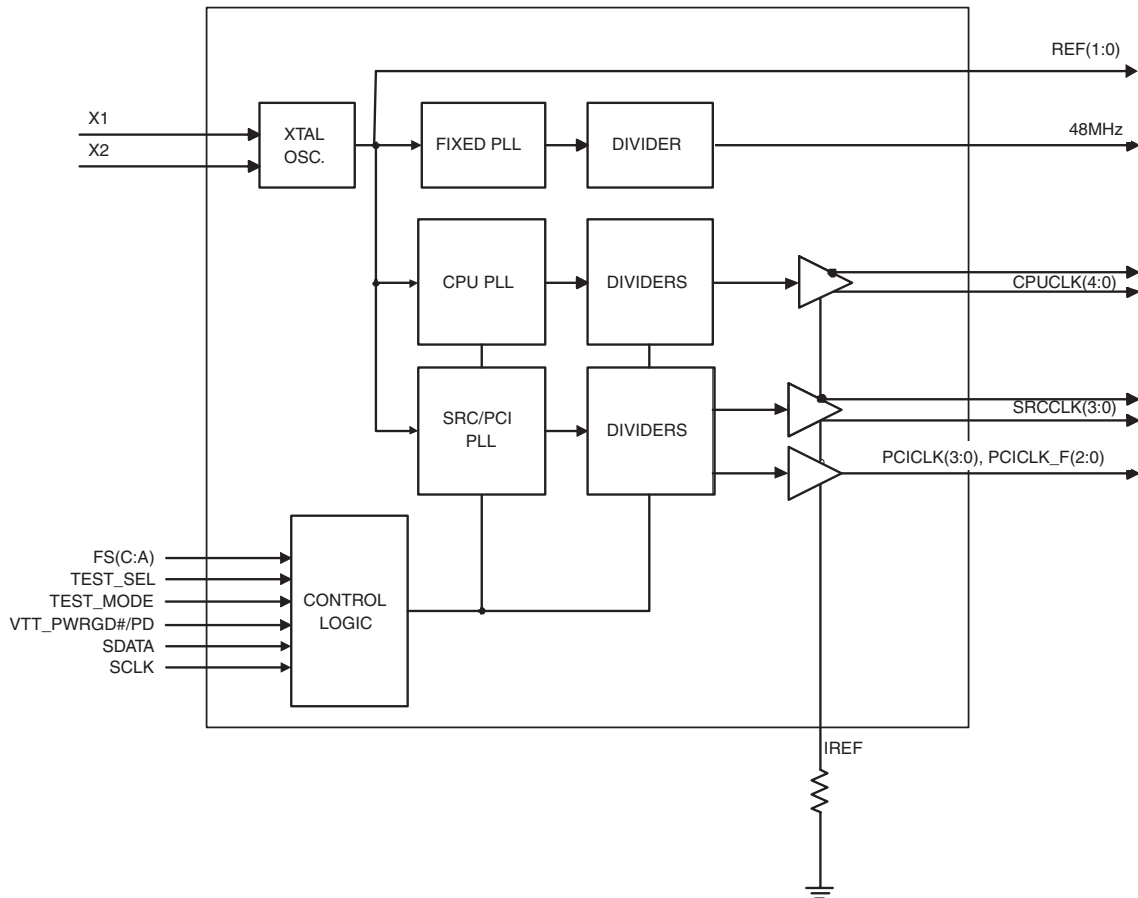 REF(1:0)
X1
X2
XTAL
OSC.
FIXED PLL
DIVIDER
48MHz
CPU PLL
DIVIDERS
CPUCLK(4:0)
SRC/PCI
PLL
DIVIDERS
SRCCLK(3:0)
PCICLK(3:0), PCICLK_F(2:0)
FS(C:A)
TEST_SEL
TEST_MODE
VTT_PWRGD#/PD
SDATA
SCLK
CONTROL
LOGIC
IREF